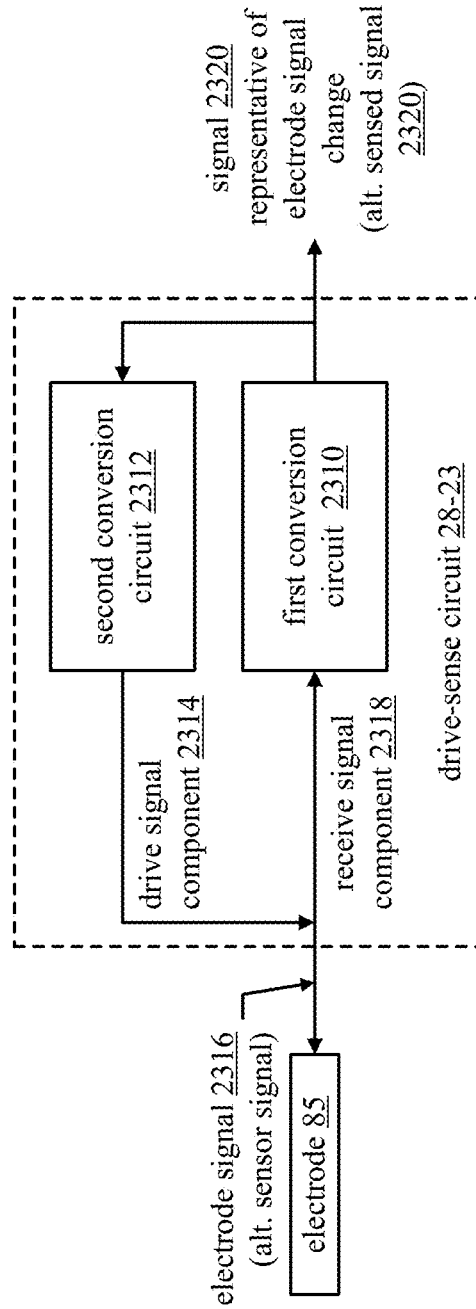 electrode signal 2316
(alt. sensor signal)
electrode 85
drive signal
component 2314
receive signal
component 2318
second conversion
circuit 2312
first conversion
circuit 2310
drive-sense circuit 28-23
signal 2320
representative of
electrode signal
change
(alt. sensed signal
2320)